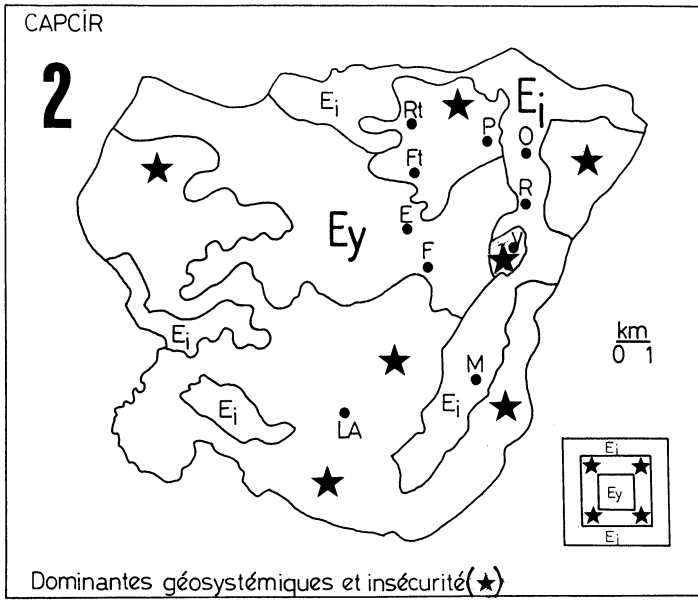 CAPCIR
2
Ei
Ei
Rt
P
O
Ft
R
E
Ey
V
F
Ei
km
0 1
M
Ei
Ei
LA
Ei
Ey
Ei
Dominantes géosystémiques et insécurité(★)